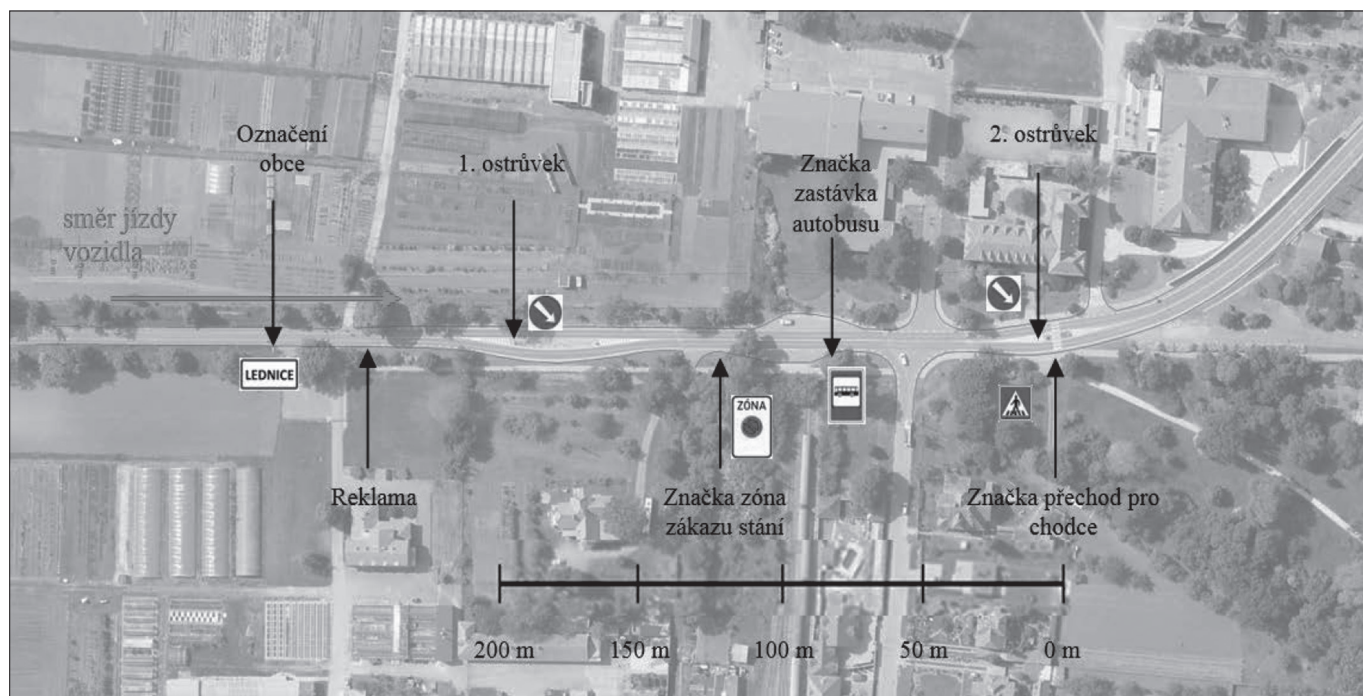 Označení
obce
1. ostrůvek
Značka
zastávka
autobusu
2. ostrůvek
směr jízdy
vozidla
LEDNICE
ZÓNA
Reklama
Značka zóna
zákazu stání
Značka přechod pro
chodce
200 m
150 m
100 m
50 m
0 m